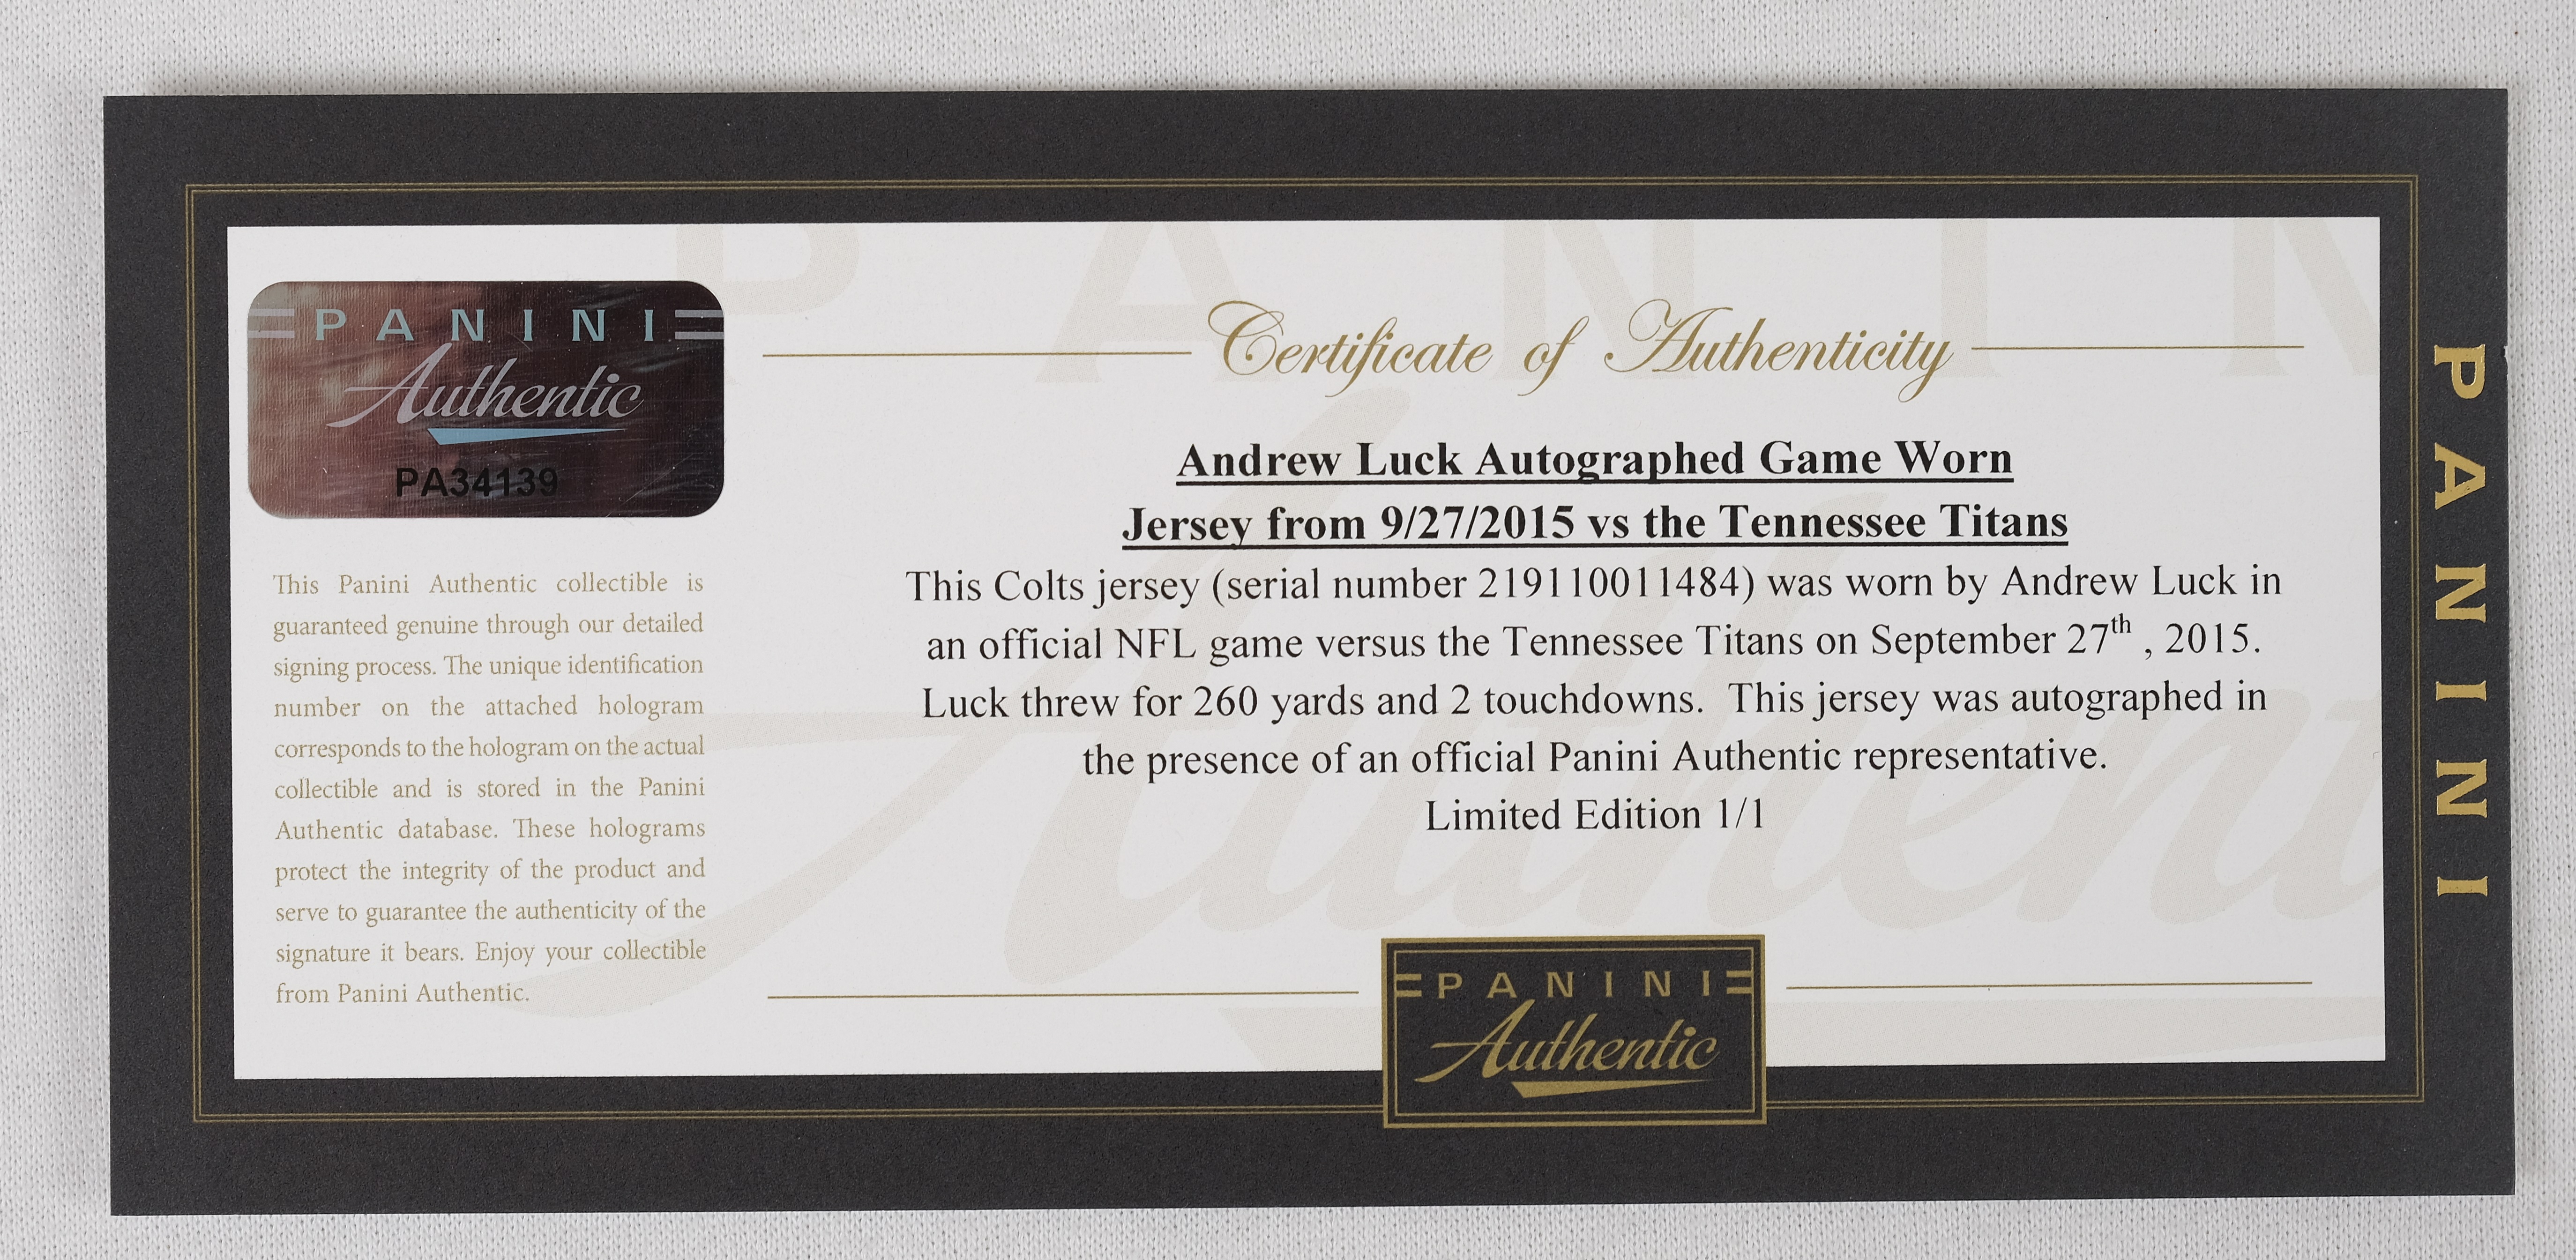 PANINI
Authentic
PA34139
This Panini Authentic collectible is
guaranteed genuine through our detailed
signing process. The unique identification
number on the attached hologram
corresponds to the hologram on the actual
collectible and is stored in the Panini
Authentic database. These holograms
protect the integrity of the product and
serve to guarantee the authenticity of the
signature it bears. Enjoy your collectible
from Panini Authentic.
Certificate of Authenticity
Andrew Luck Autographed Game Worn
Jersey from 9/27/2015 vs the Tennessee Titans
This Colts jersey (serial number 219110011484) was worn by Andrew Luck in
an official NFL game versus the Tennessee Titans on September 27th , 2015.
Luck threw for 260 yards and 2 touchdowns. This jersey was autographed in
the presence of an official Panini Authentic representative.
Limited Edition 1/1
PANINI
Authentic
PANINI
PANIN
Authent